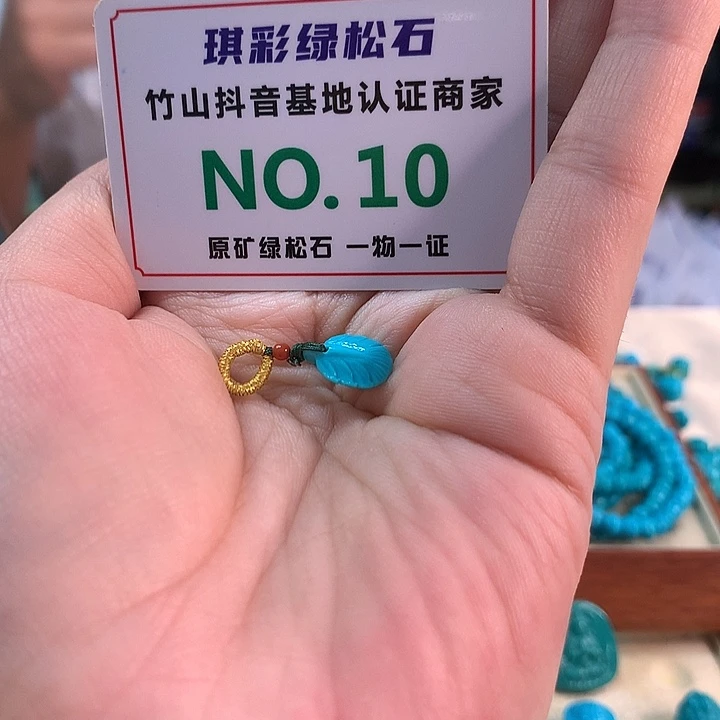 琪彩绿松石
竹山抖音基地认证商家
NO.10
原矿绿松石 一物一证